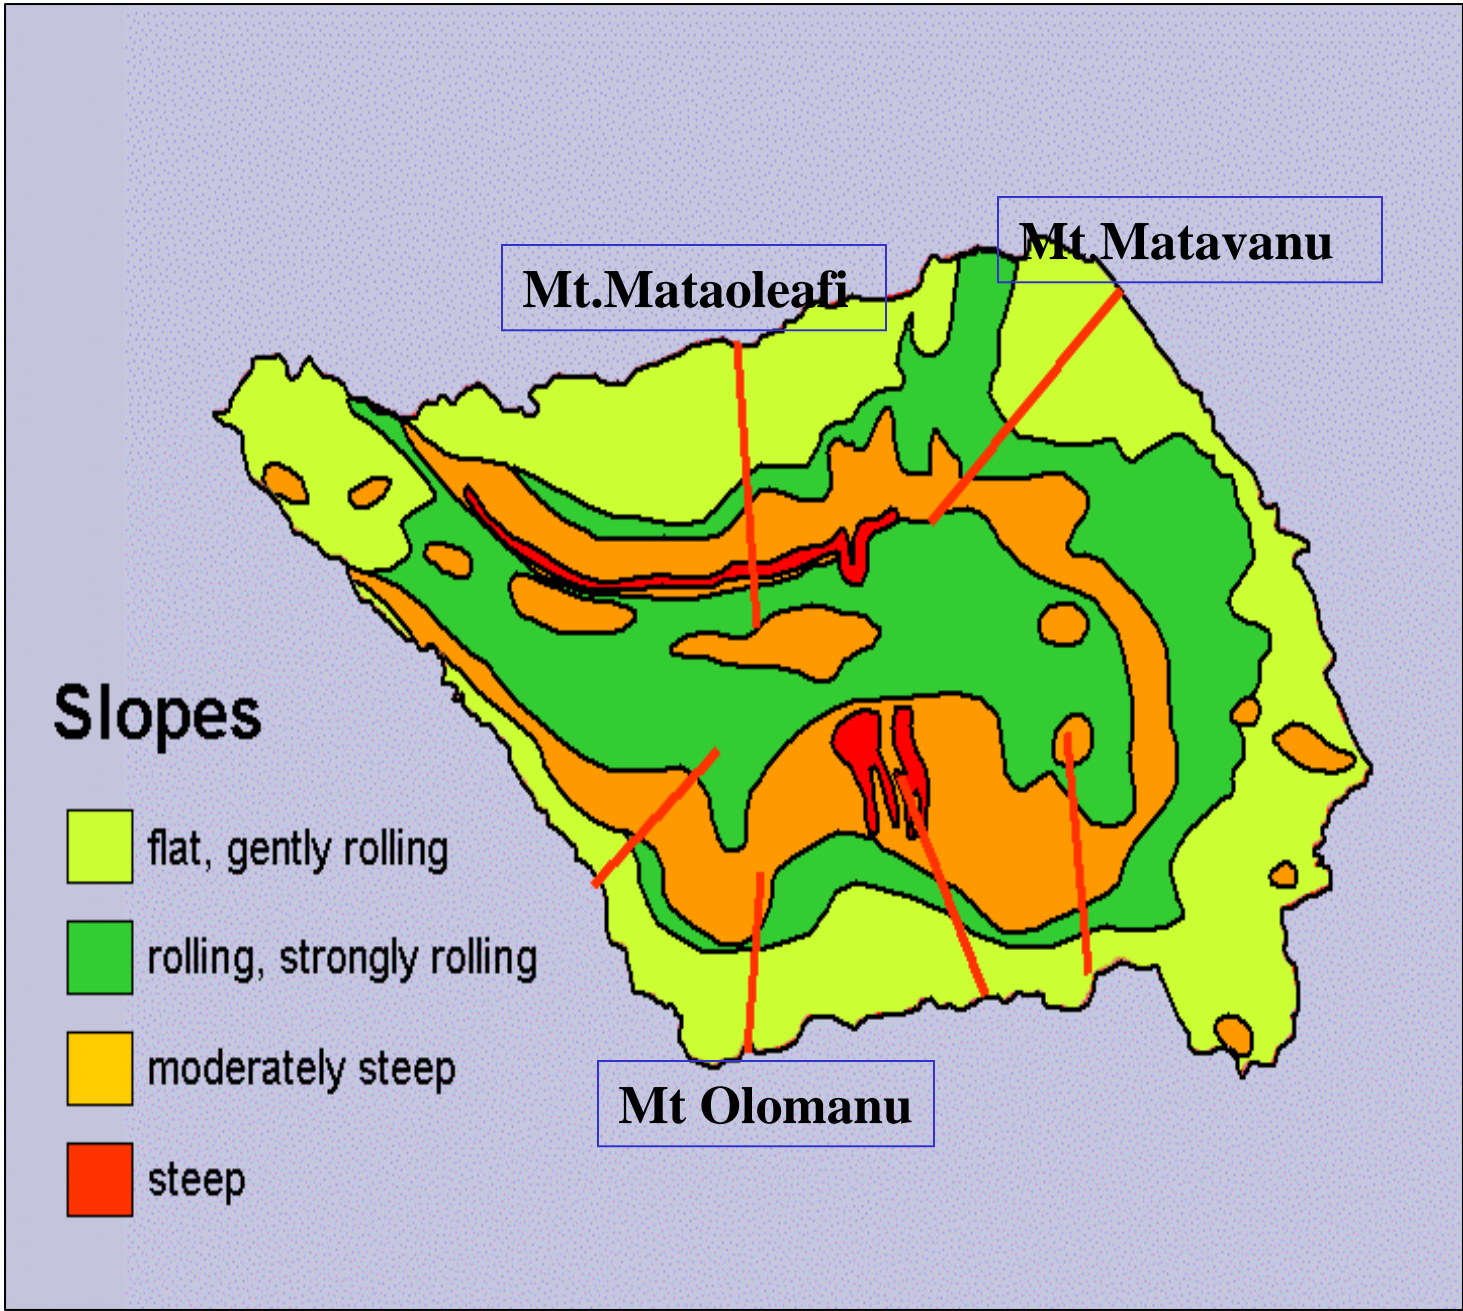 Mt.Matavanu
Mt.Mataoleafi
Slopes
flat, gently rolling
rolling, strongly rolling
moderately steep
steep
Mt Olomanu